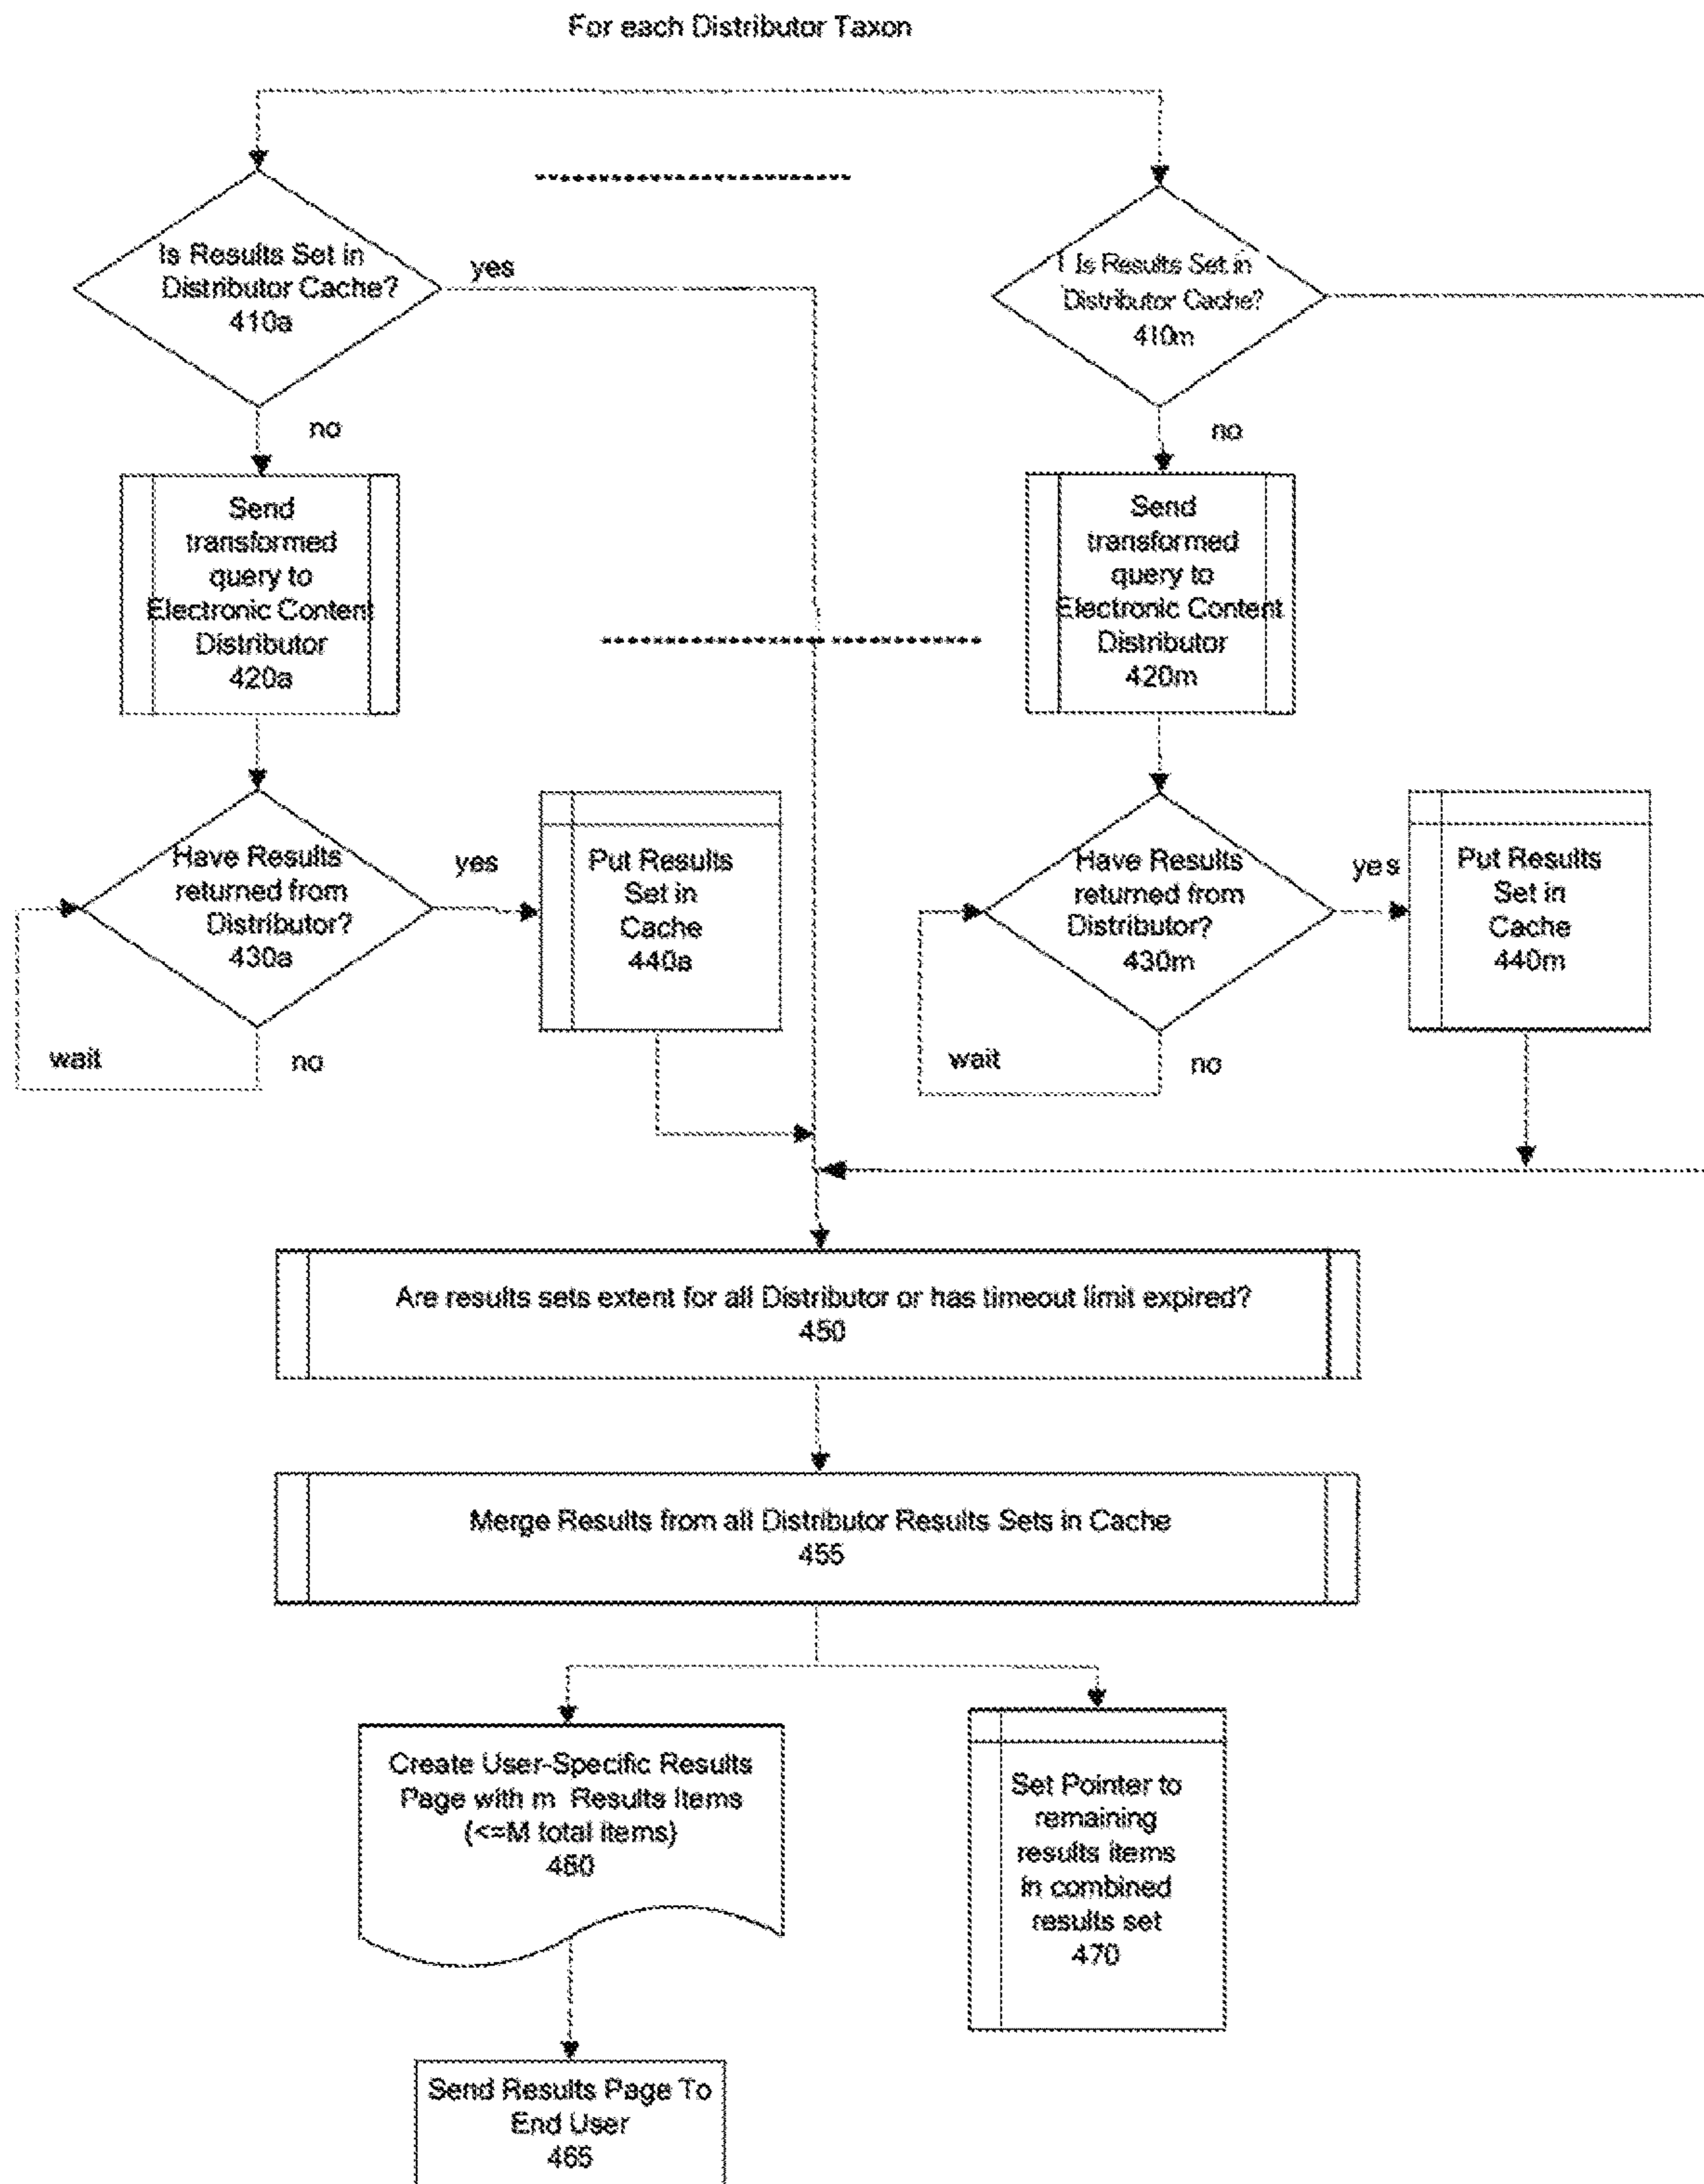 For each Distributor Taxon
Is Results Set in
Distributor Cache?
410a
yes
no
Send
transformed
query to
Electronic Content
Distributor
420a
Have Results
returned from
Distributor?
430a
yes
wait
no
Put Results
Set in
Cache
440a
Is Results Set in
Distributor Cache?
410m
no
Send
transformed
query to
Electronic Content
Distributor
420m
Have Results
returned from
Distributor?
430m
yes
wait
no
Put Results
Set in
Cache
440m
Are results sets extent for all Distributor or has timeout limit expired?
450
Merge Results from all Distributor Results Sets in Cache
455
Create User-Specific Results
Page with m Results Items
(<=M total items)
460
Set Pointer to
remaining
results items
in combined
results set
470
Send Results Page To
End User
465